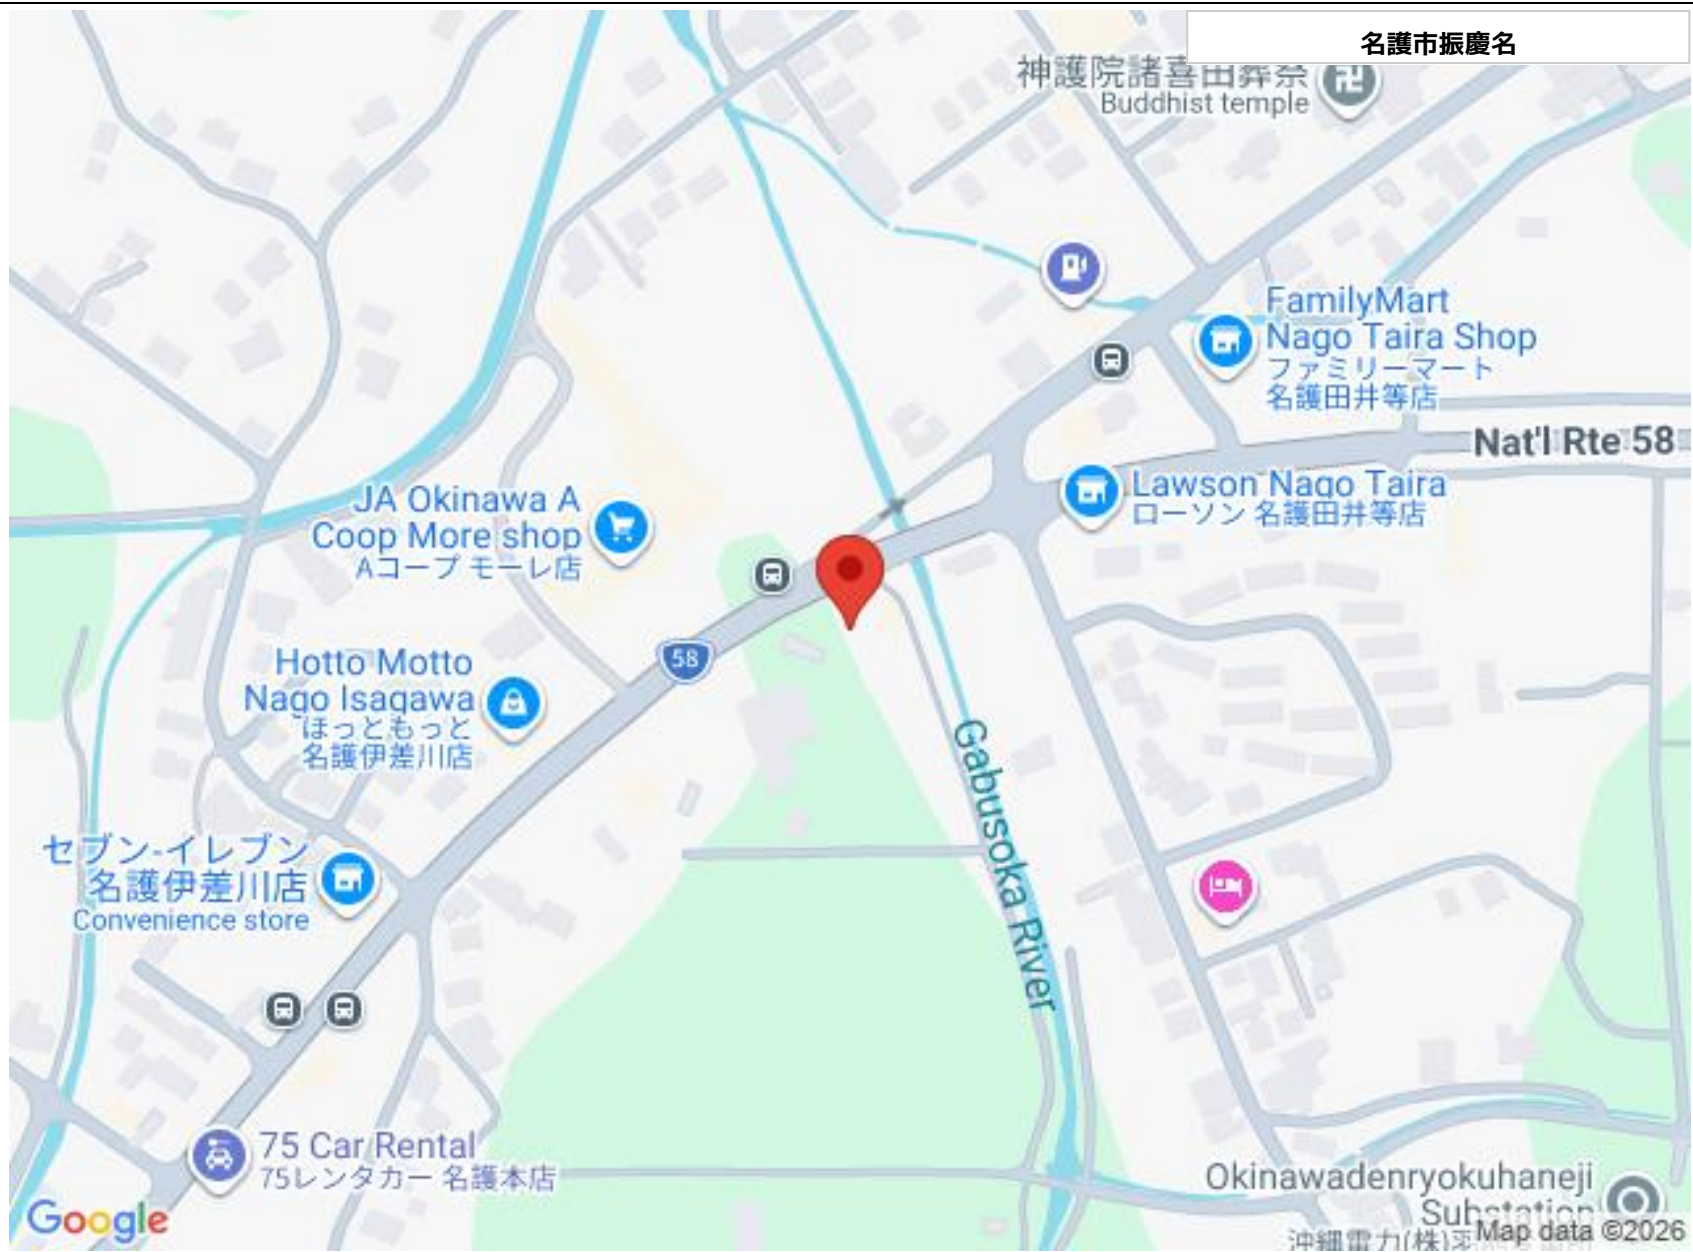 名護市振慶名
神護院諸喜田葬祭
Buddhist temple
FamilyMart
Nago Taira Shop
ファミリーマート
名護田井等店
Nat'l Rte 58
Lawson Nago Taira
ローソン 名護田井等店
JA Okinawa A
Coop More shop
Aコープ モーレ店
58
Hotto Motto
Nago Isagawa
ほっともっと
名護伊差川店
Gabusoka River
セブン-イレブン
名護伊差川店
Convenience store
75 Car Rental
75レンタカー 名護本店
Okinawadenryokuhaneji
Substation
沖縄電力(株)
Google
Map data ©2026